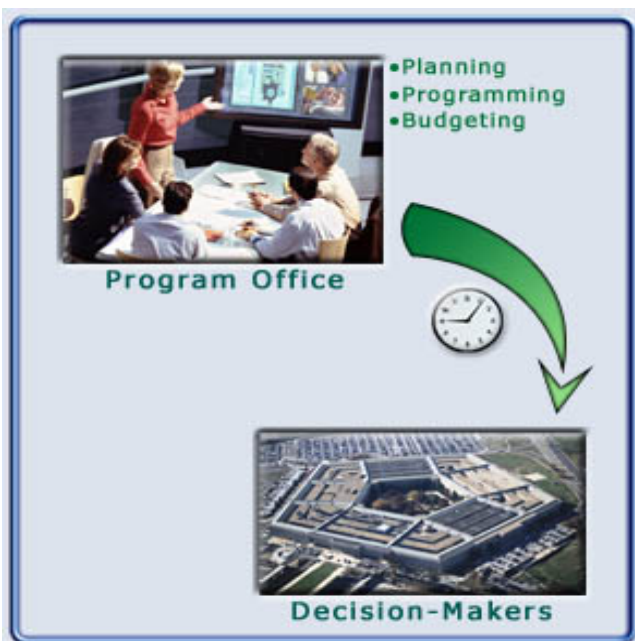 •Planning
•Programming
•Budgeting
Program Office
Decision-Makers